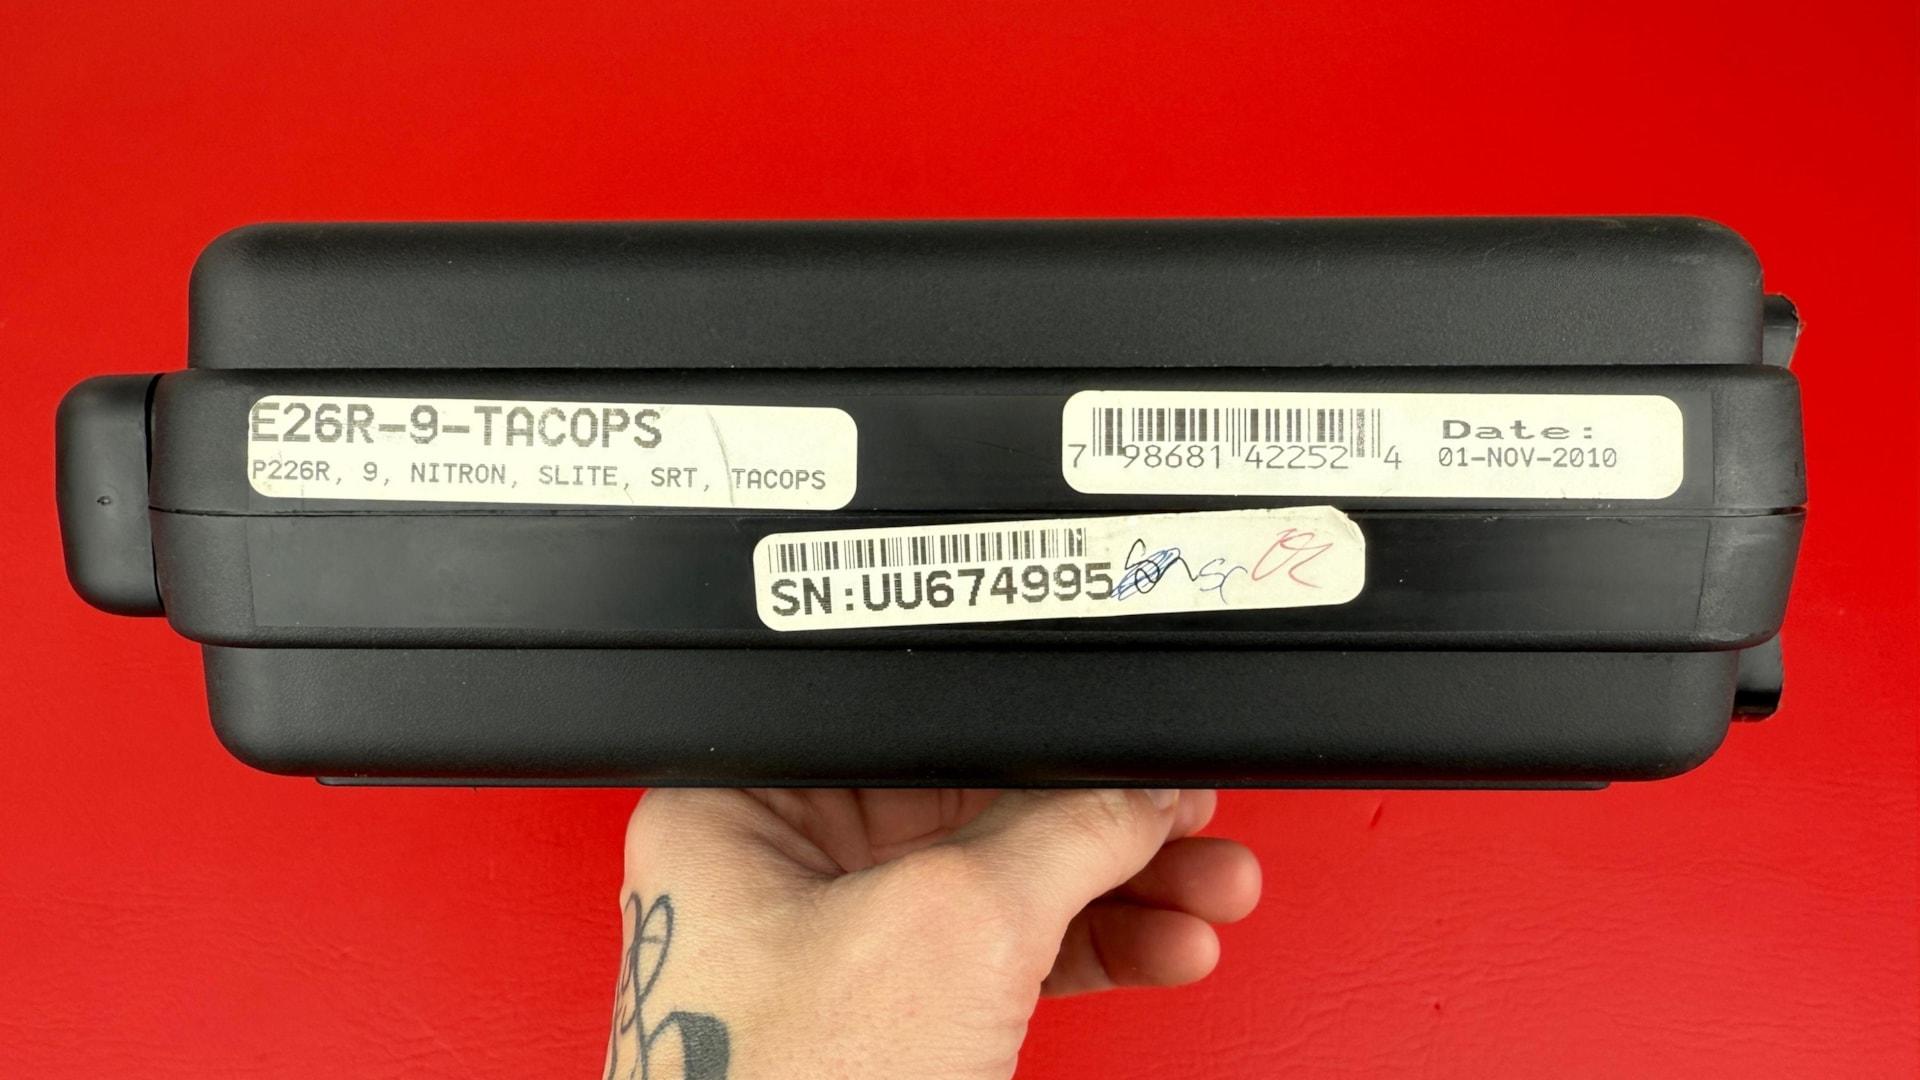 E26R-9-TACOPS
P226R, 9, NITRON, SLITE, SRT, TACOPS
7 98681 42252 4
Date:
01-NOV-2010
SN:UU674995